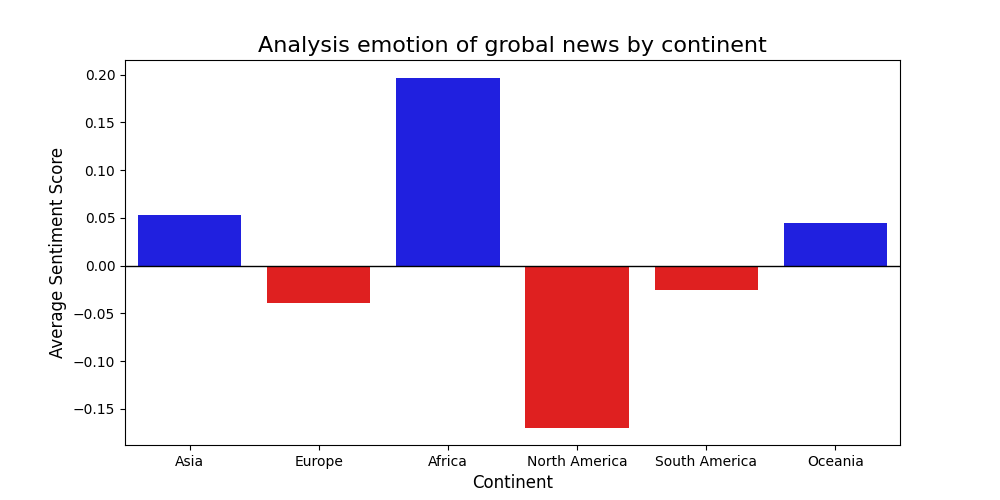 Analysis emotion of grobal news by continent
Average Sentiment Score
0.20
0.15
0.10
0.05
0.00
−0.05
−0.10
−0.15
Asia Europe Africa North America South America Oceania
Continent